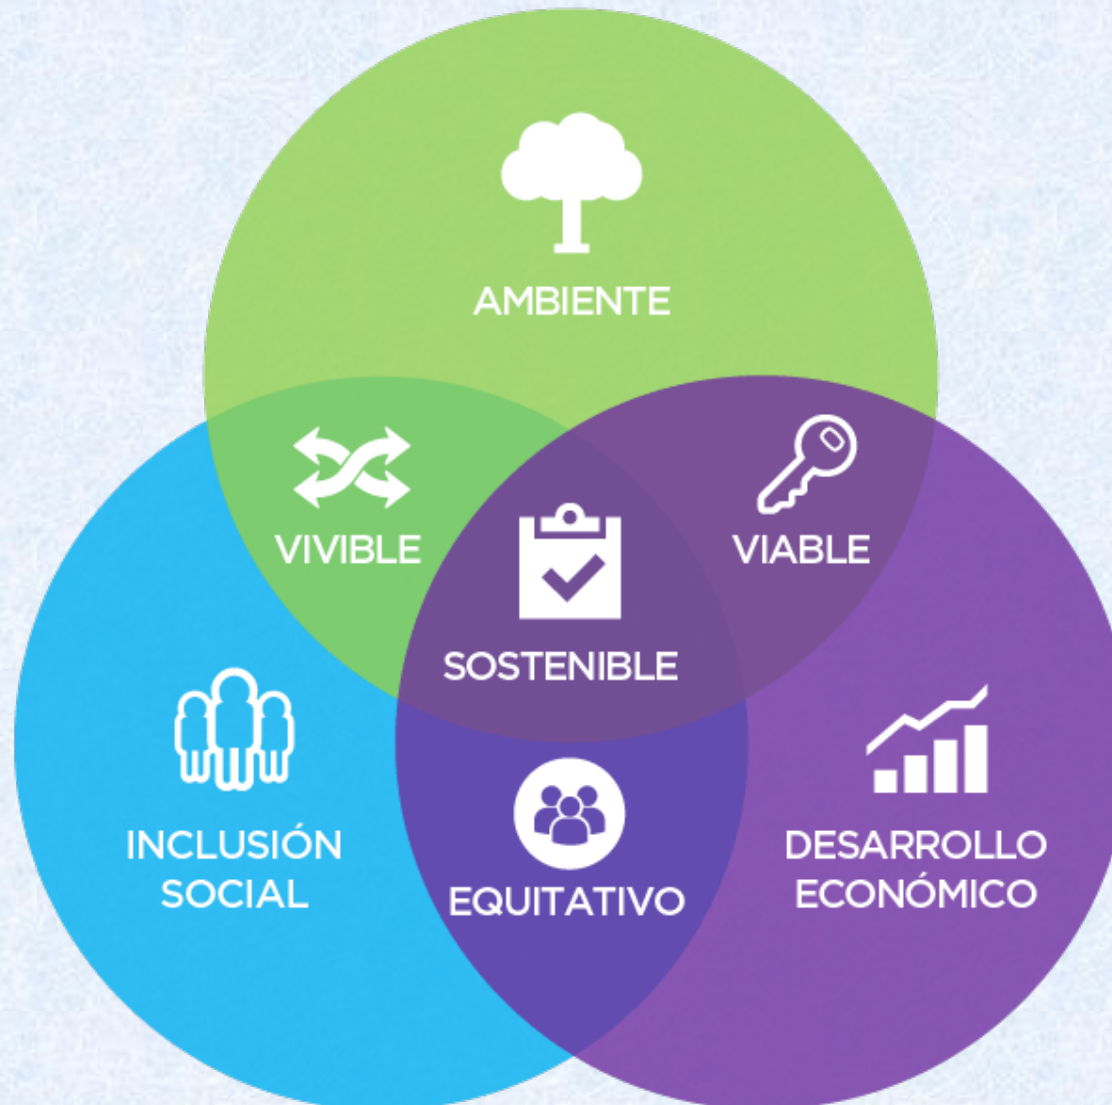 AMBIENTE
VIVIBLE
VIABLE
SOSTENIBLE
INCLUSIÓN
SOCIAL
EQUITATIVO
DESARROLLO
ECONÓMICO